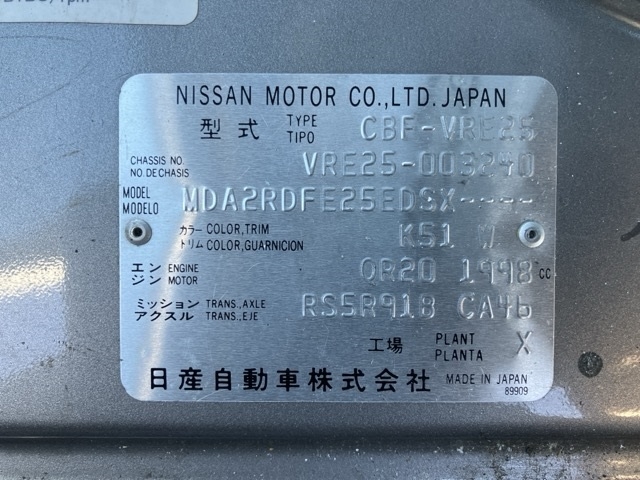 NISSAN MOTOR CO.,LTD.JAPAN
型式 TYPE TIPO CBF-VRE25
CHASSIS NO. NO.DECHASIS VRE25-003240
MODEL MODELO MDA2RDFE25EDSX----
カラー COLOR,TRIM トリム COLOR,GUARNICION K51 W
エンジン ENGINE MOTOR QR20 1998 cc
ミッション TRANS.,AXLE アクスル TRANS.,EJE RS5R91B CA46
工場 PLANT PLANTA X
日産自動車株式会社 MADE IN JAPAN
89909